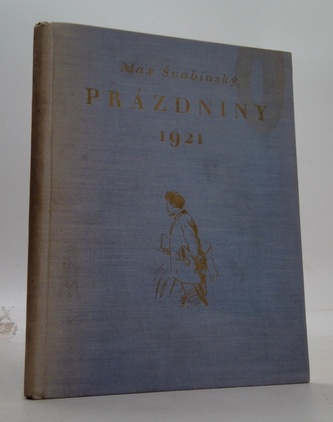 Max Švabinský
PRÁZDNINY
1921